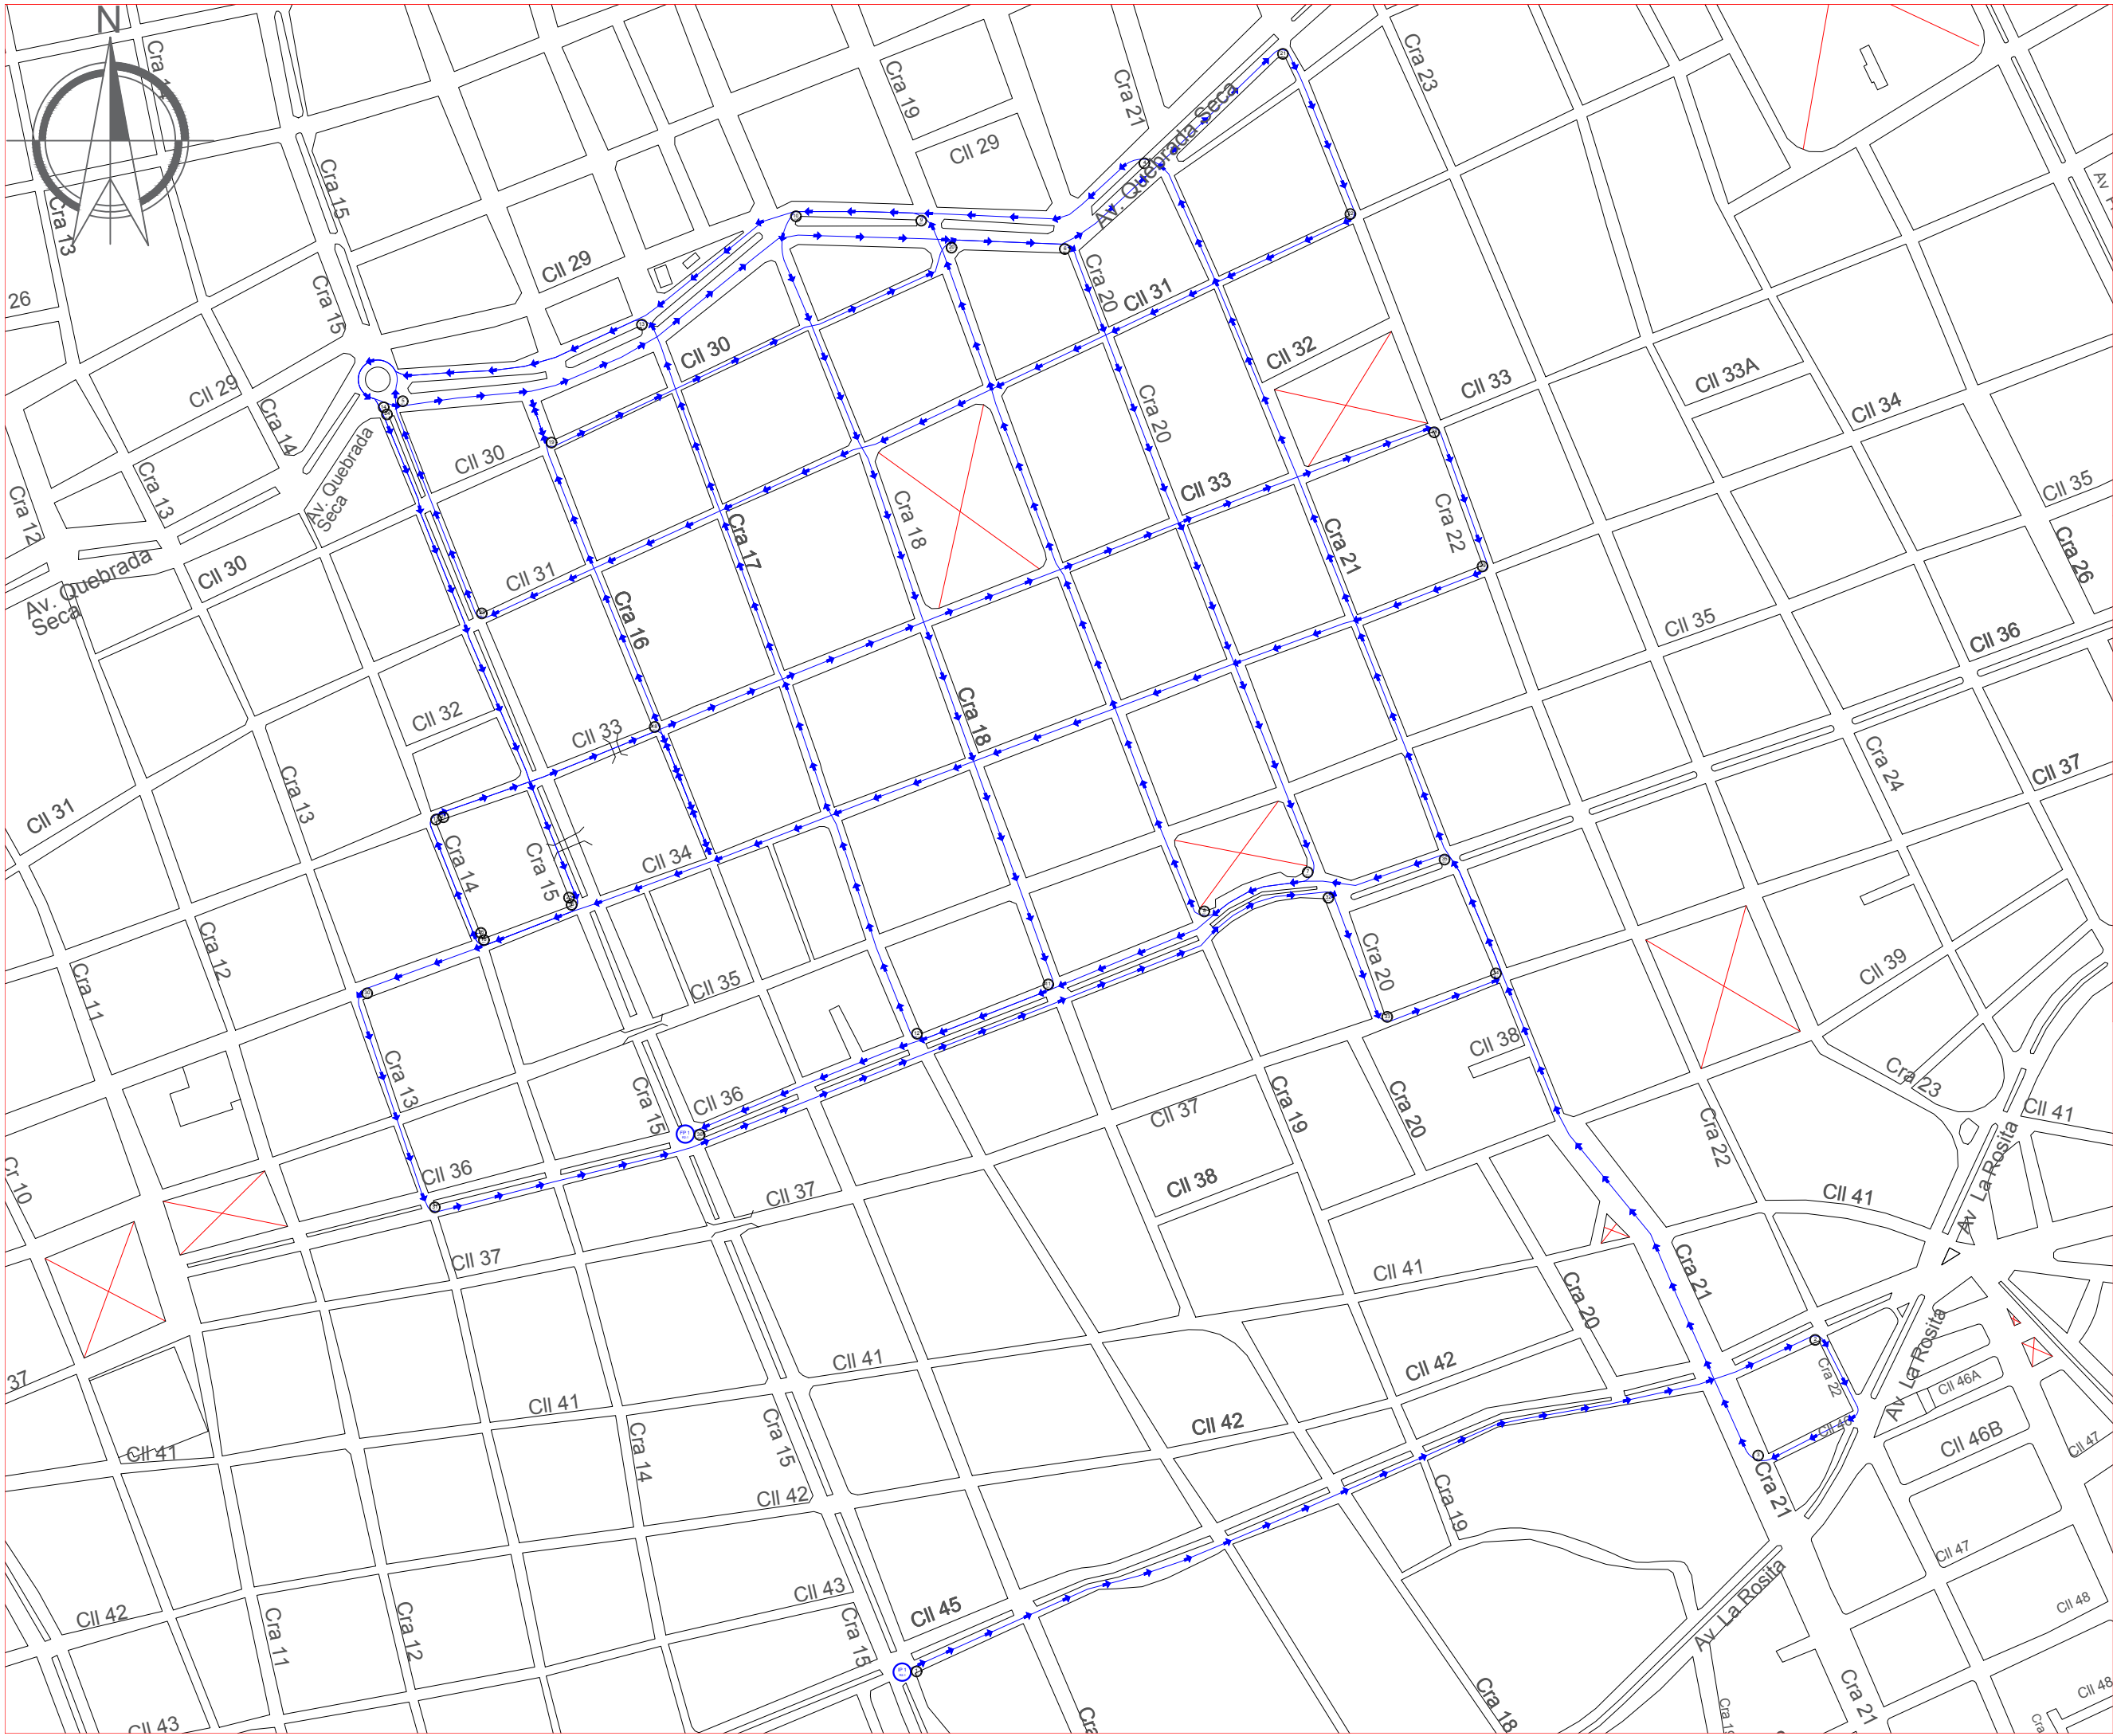 N
Cra 15
Cra 13
Cra 19
Cll 29
Cra 21
Av. Quebrada Seca
Cra 23
Cll 29
Cra 15
26
Cll 29
Cra 14
Cra 20
Cll 31
Cll 30
Cll 32
Cll 33
Cll 33A
Cll 34
Cra 20
Cll 30
Av. Quebrada
Seca
Cra 13
Cra 12
Cra 18
Cll 33
Cll 35
Cra 17
Cra 21
Cra 22
Cra 26
Av. Quebrada
Seca
Cll 30
Cll 31
Cra 16
Cll 35
Cll 36
Cll 32
Cll 33
Cra 18
Cra 24
Cll 37
Cll 31
Cra 13
Cra 14
Cra 15
Cll 34
Cra 12
Cra 11
Cll 35
Cra 20
Cll 39
Cll 38
Cra 13
Cra 15
Cll 36
Cll 37
Cra 19
Cra 20
Cra 22
Cra 23
Cll 41
Av La Rosita
Cr 10
Cll 36
Cll 37
Cll 38
Cll 41
Cll 37
Cll 41
Cra 20
Cra 21
Av La Rosita
37
Cll 41
Cll 42
Cra 22
Cll 46A
Cll 41
Cll 41
Cra 14
Cra 15
Cll 42
Cll 46B
Cll 47
Cra 21
Cll 42
Cra 19
Cll 47
Cll 43
Cll 45
Cra 15
Cll 42
Cra 11
Cra 12
Av La Rosita
Cll 48
Cra 18
Cra 21
Cll 48
Cll 43